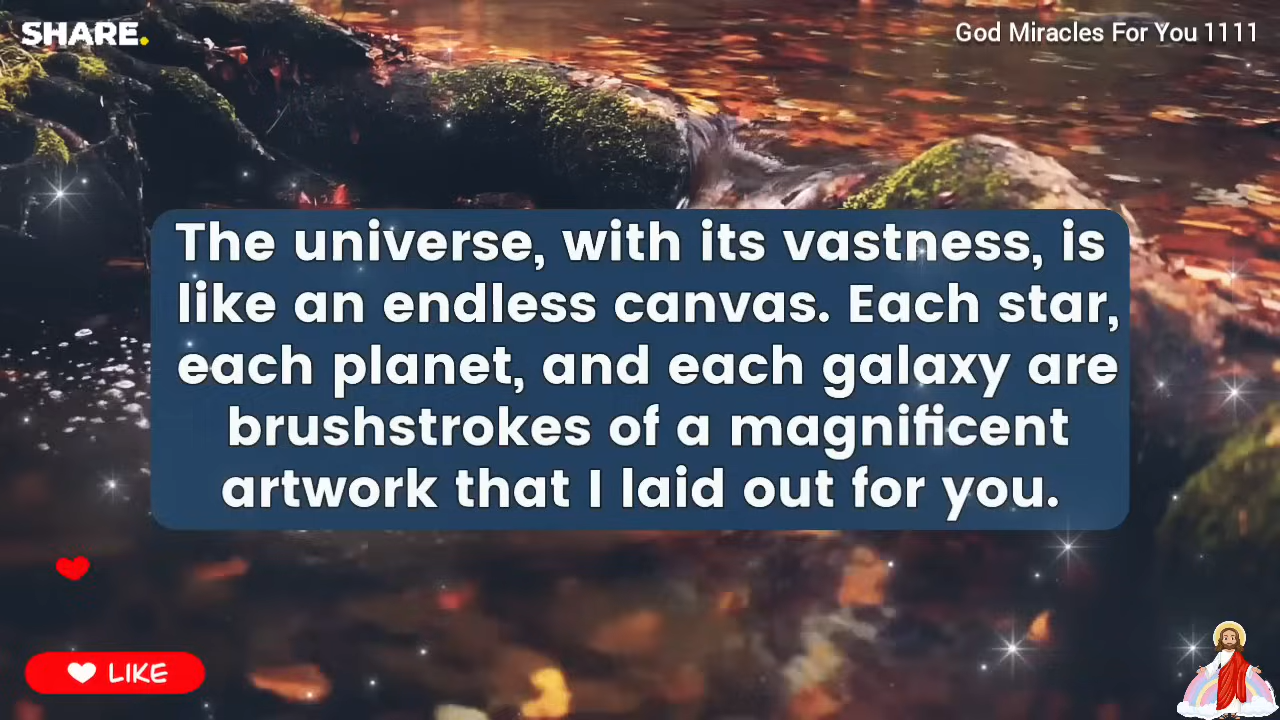 SHARE.
God Miracles For You 1111
The universe, with its vastness, is
like an endless canvas. Each star,
each planet, and each galaxy are
brushstrokes of a magnificent
artwork that I laid out for you.
LIKE